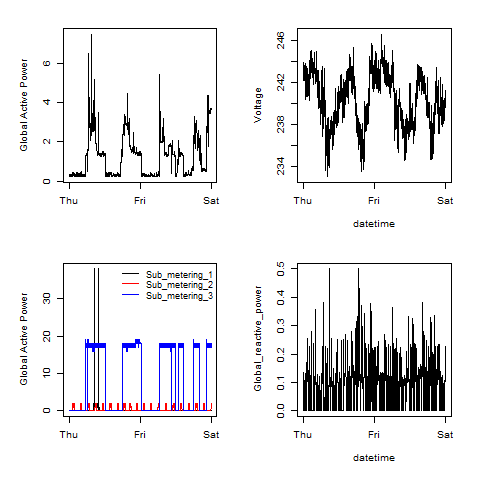 Global Active Power
6
4
2
0
Thu Fri Sat
Voltage
246
242
238
234
Thu Fri Sat
datetime
Global Active Power
30
20
10
0
Sub_metering_1
Sub_metering_2
Sub_metering_3
Thu Fri Sat
Global_reactive_power
0.5
0.4
0.3
0.2
0.1
0.0
Thu Fri Sat
datetime